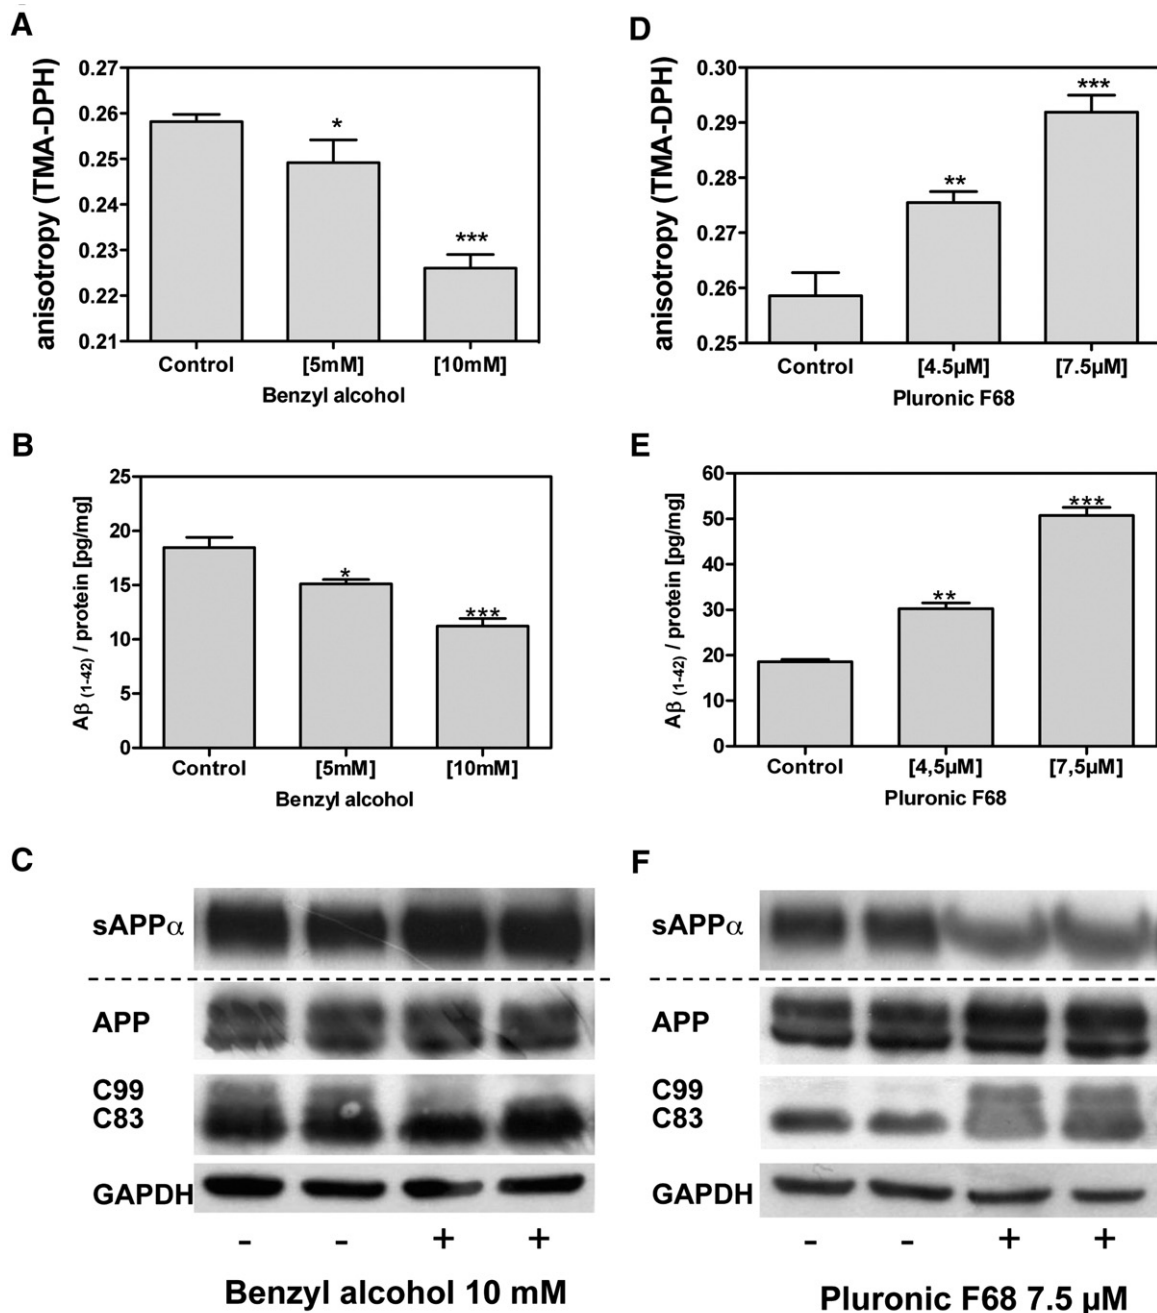 A
anisotropy (TMA-DPH)
0.27
0.26
0.25
0.24
0.23
0.22
0.21
*
***
Control
[5mM]
[10mM]
Benzyl alcohol
D
anisotropy (TMA-DPH)
0.30
0.29
0.28
0.27
0.26
0.25
**
***
Control
[4.5µM]
[7.5µM]
Pluronic F68
B
Aβ (1-42) / protein [pg/mg]
25
20
15
10
5
0
*
***
Control
[5mM]
[10mM]
Benzyl alcohol
E
Aβ (1-42) / protein [pg/mg]
60
50
40
30
20
10
0
**
***
Control
[4,5µM]
[7,5µM]
Pluronic F68
C
sAPPα
APP
C99
C83
GAPDH
- - + +
Benzyl alcohol 10 mM
F
sAPPα
APP
C99
C83
GAPDH
- - + +
Pluronic F68 7.5 µM